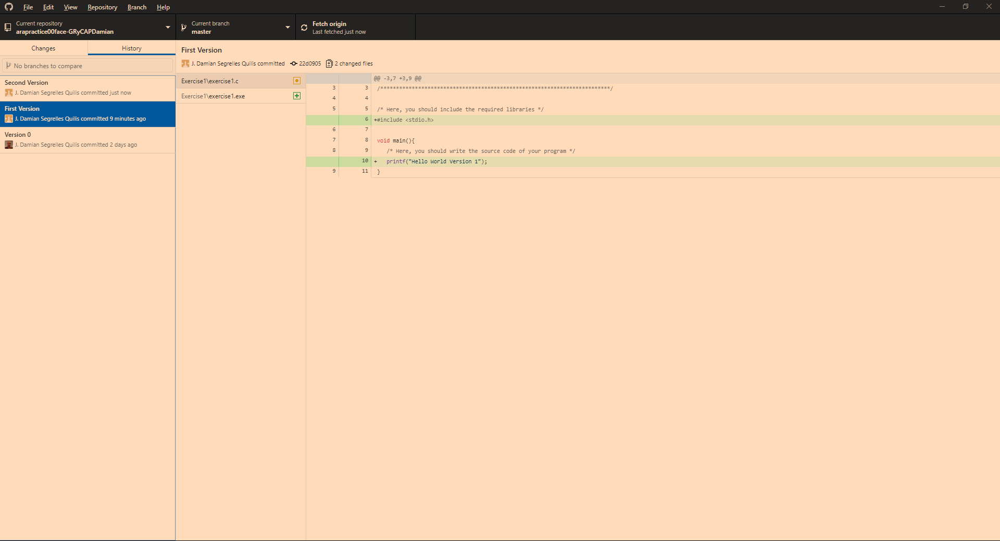 File Edit View Repository Branch Help
Current repository
arapractice00face-GRyCAPDamian
Current branch
master
Fetch origin
Last fetched just now
Changes History
No branches to compare
Second Version
J. Damian Segrelles Quilis committed just now
First Version
J. Damian Segrelles Quilis committed 9 minutes ago
Version 0
J. Damian Segrelles Quilis committed 2 days ago
First Version
J. Damian Segrelles Quilis committed 22d0905 2 changed files
Exercise1\exercise1.c
Exercise1\exercise1.exe
@@ -3,7 +3,9 @@
3 3 /*************************************************************************/
4 4
5 5 /* Here, you should include the required libraries */
6 +#include <stdio.h>
6 7
7 8 void main(){
8 9 /* Here, you should write the source code of your program */
10 + printf("Hello World Version 1");
9 11 }